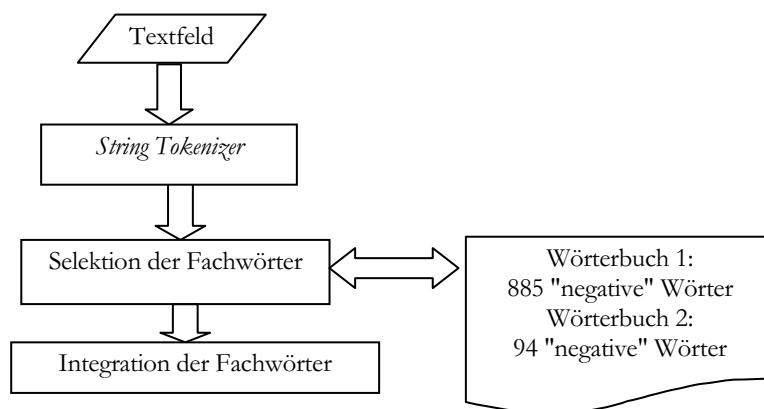 Textfeld
String Tokenizer
Selektion der Fachwörter
Wörterbuch 1:
885 "negative" Wörter
Wörterbuch 2:
94 "negative" Wörter
Integration der Fachwörter